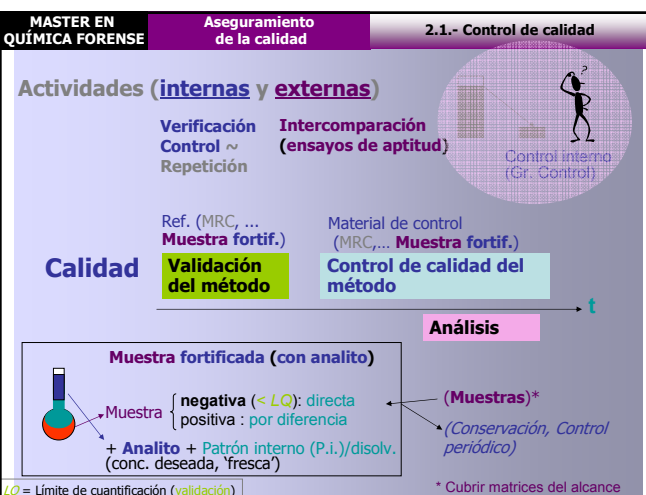 MASTER EN
QUÍMICA FORENSE
Aseguramiento
de la calidad
2.1.- Control de calidad
Actividades (internas y externas)
Verificación
Control ~
Repetición
Intercomparación
(ensayos de aptitud)
?
Control interno
(Gr. Control)
Ref. (MRC, ...
Muestra fortif.)
Material de control
(MRC,... Muestra fortif.)
Calidad
Validación
del método
Control de calidad del
método
t
Análisis
Muestra fortificada (con analito)
Muestra { negativa (< LQ): directa
positiva : por diferencia
+ Analito + Patrón interno (P.i.)/disolv.
(conc. deseada, 'fresca')
(Muestras)*
(Conservación, Control
periódico)
LQ = Límite de cuantificación (validación)
* Cubrir matrices del alcance